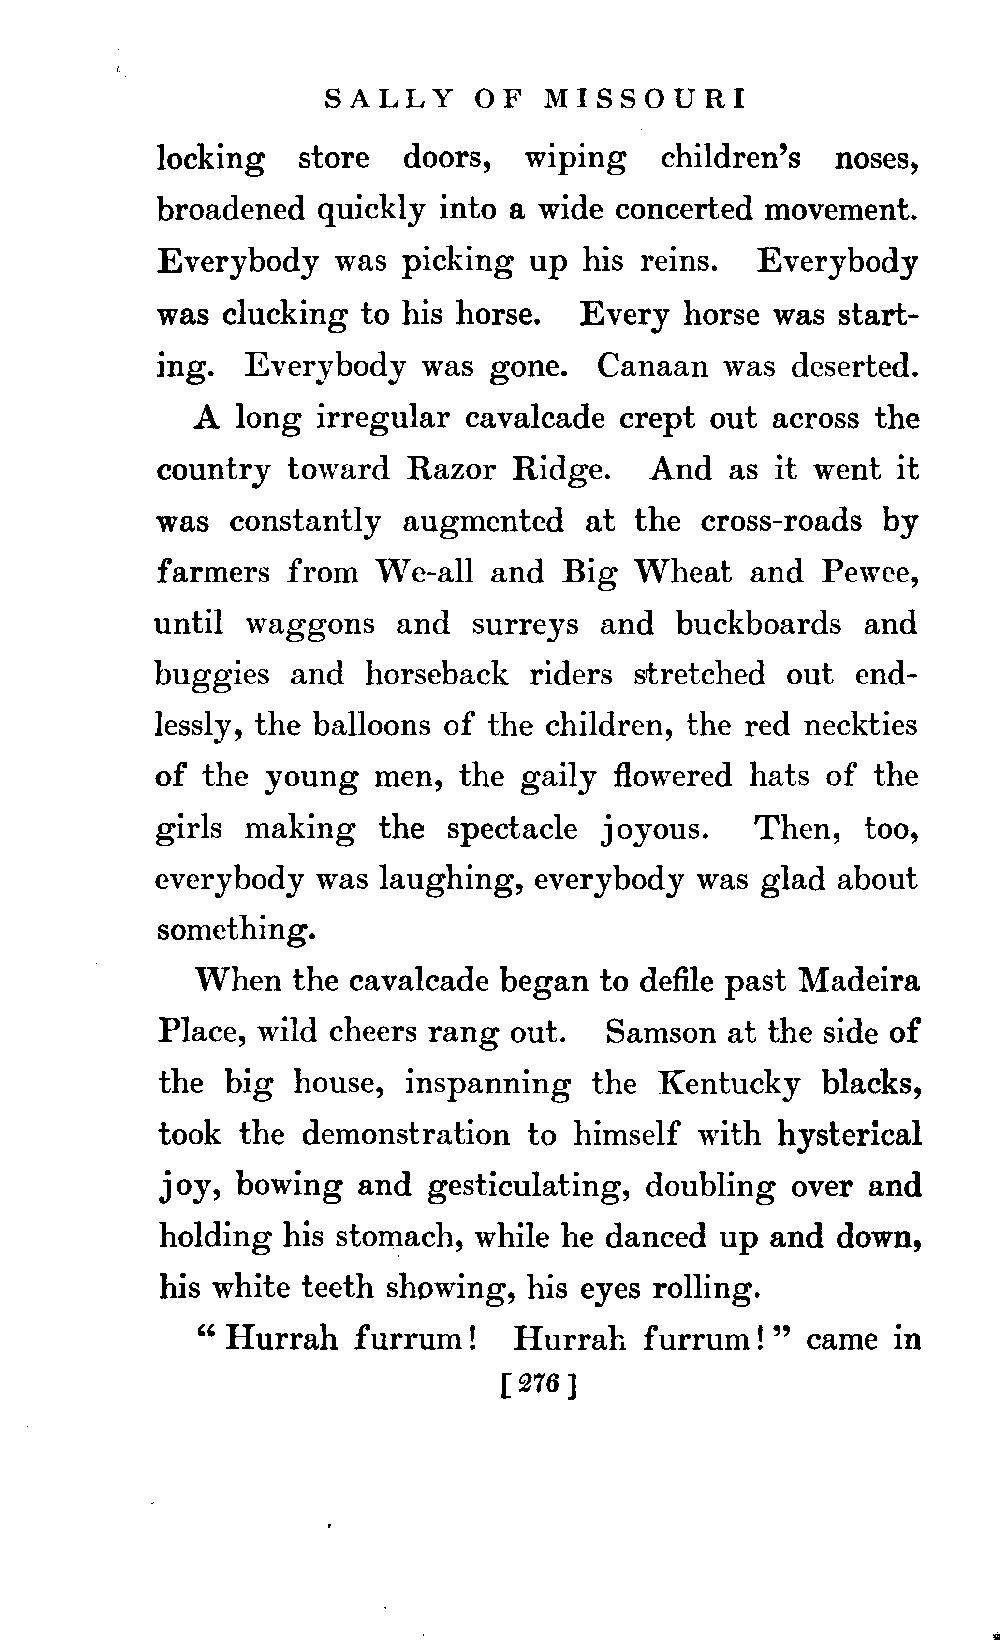 SALLY OF MISSOURI
locking store doors, wiping children's noses,
broadened quickly into a wide concerted movement.
Everybody was picking up his reins. Everybody
was clucking to his horse. Every horse was start-
ing. Everybody was gone. Canaan was deserted.
A long irregular cavalcade crept out across the
country toward Razor Ridge. And as it went it
was constantly augmented at the cross-roads by
farmers from We-all and Big Wheat and Pewee,
until waggons and surreys and buckboards and
buggies and horseback riders stretched out end-
lessly, the balloons of the children, the red neckties
of the young men, the gaily flowered hats of the
girls making the spectacle joyous. Then, too,
everybody was laughing, everybody was glad about
something.
When the cavalcade began to defile past Madeira
Place, wild cheers rang out. Samson at the side of
the big house, inspanning the Kentucky blacks,
took the demonstration to himself with hysterical
joy, bowing and gesticulating, doubling over and
holding his stomach, while he danced up and down,
his white teeth showing, his eyes rolling.
"Hurrah furrum! Hurrah furrum!" came in
[276]